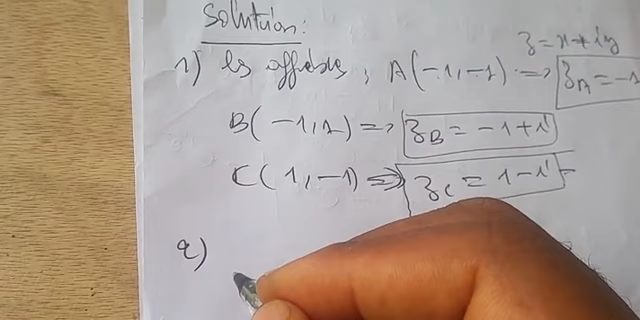 Solution:
z = x + iy
1) les affixes, A(-1,-1) => z_A = -1
B(-1,1) => z_B = -1+i
C(1,-1) => z_C = 1-i
2)